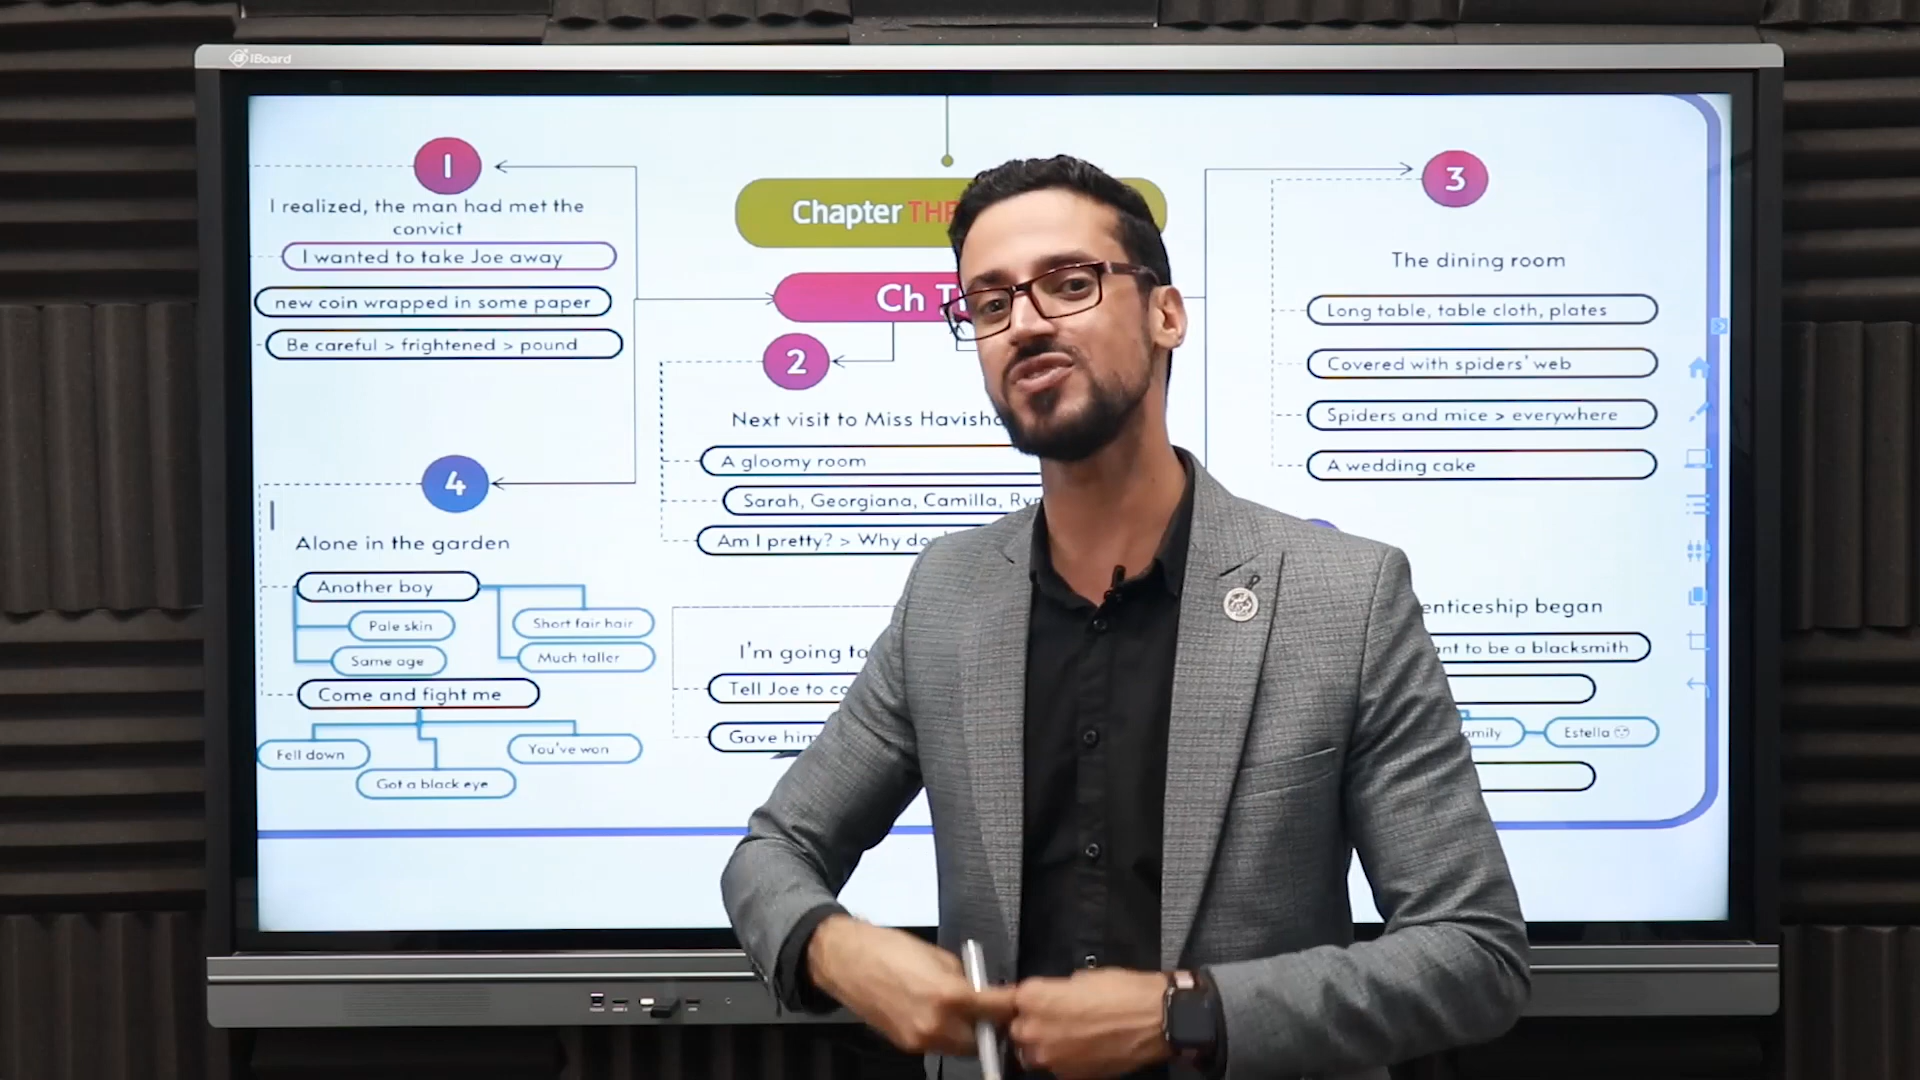 IBoard
Chapter
Ch
1
I realized, the man had met the
convict
I wanted to take Joe away
new coin wrapped in some paper
Be careful > frightened > pound
2
Next visit to Miss
A gloomy room
Sarah, Georgiana, Camilla,
Am I pretty? > Why
3
The dining room
Long table, table cloth, plates
Covered with spiders' web
Spiders and mice > everywhere
A wedding cake
4
Alone in the garden
Another boy
Pale skin
Short fair hair
Same age
Much taller
Come and fight me
Fell down
You've won
Got a black eye
I'm going to
Tell Joe to
Gave him
began
to be a blacksmith
Estella